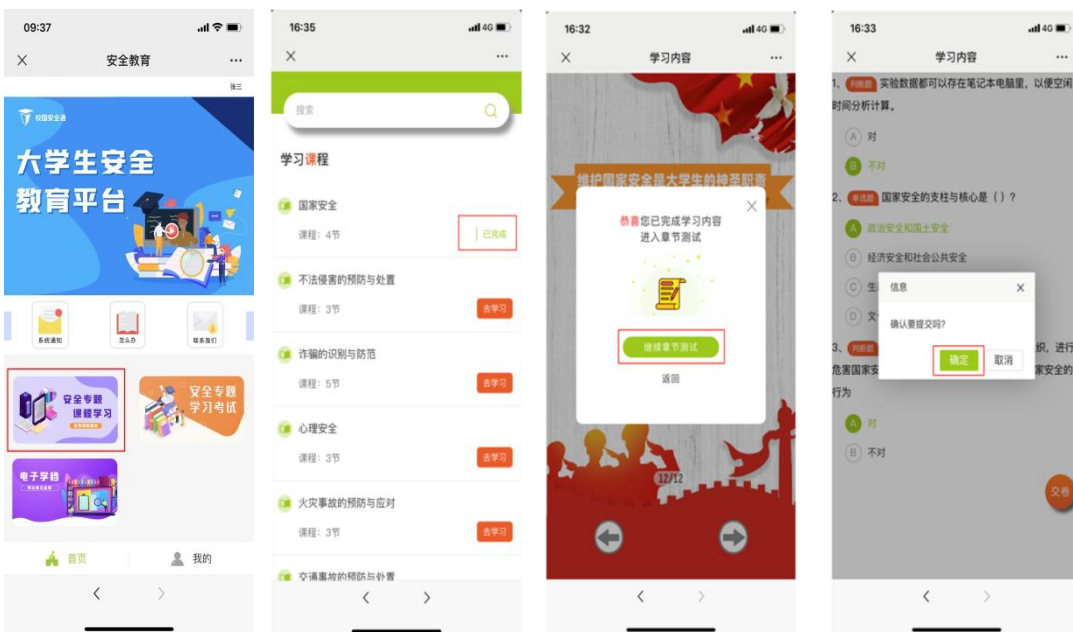 09:37
安全教育
张三
校园安全通
大学生安全
教育平台
系统通知
怎么办
联系我们
安全专题
课程学习
安全专题
学习考试
电子学档
首页
我的
16:35
4G
搜索
学习课程
国家安全
课程: 4节
已完成
不法侵害的预防与处置
课程: 3节
去学习
诈骗的识别与防范
课程: 5节
去学习
心理安全
课程: 3节
去学习
火灾事故的预防与应对
课程: 3节
去学习
交通事故的预防与处置
16:32
4G
学习内容
维护国家安全是大学生的神圣职责
恭喜您已完成学习内容
进入章节测试
继续章节测试
返回
12/12
16:33
4G
学习内容
1、 判断题 实验数据都可以存在笔记本电脑里，以便空闲
时间分析计算。
A 对
B 不对
2、 单选题 国家安全的支柱与核心是（）?
A 政治安全和国土安全
B 经济安全和社会公共安全
C 生
D 文
信息
确认要提交吗?
确定
取消
3、 判断题 织，进行
危害国家安 家安全的
行为
A 对
B 不对
交卷